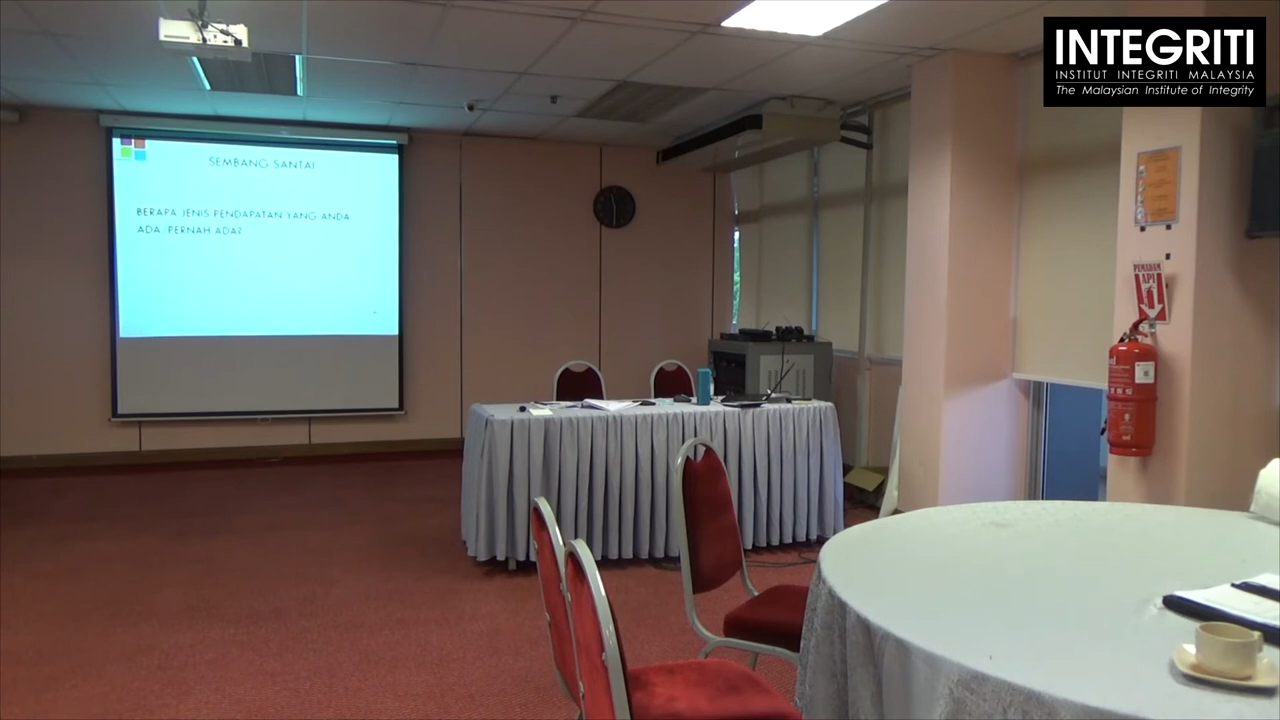 INTEGRITI
INSTITUT INTEGRITI MALAYSIA
The Malaysian Institute of Integrity
SEMBANG SANTAI
BERAPA JENIS PENDAPATAN YANG ANDA
ADA/PERNAH ADA?
PEMADAM
API